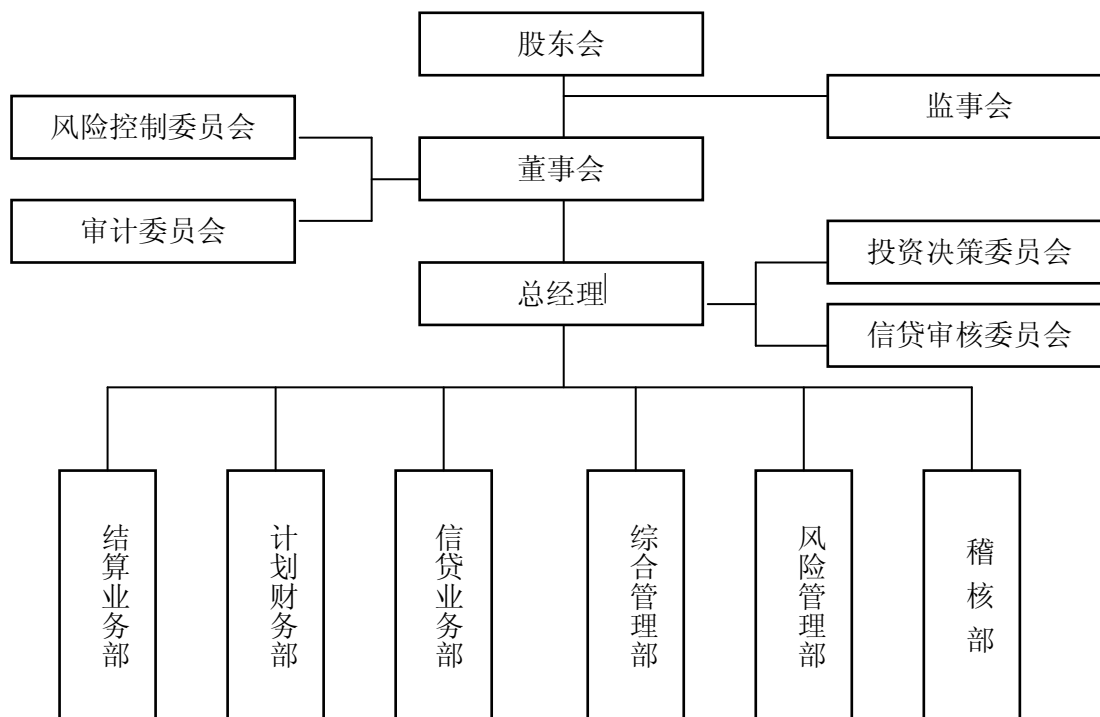 股东会
监事会
风险控制委员会
董事会
审计委员会
投资决策委员会
总经理
信贷审核委员会
结算业务部
计划财务部
信贷业务部
综合管理部
风险管理部
稽核部